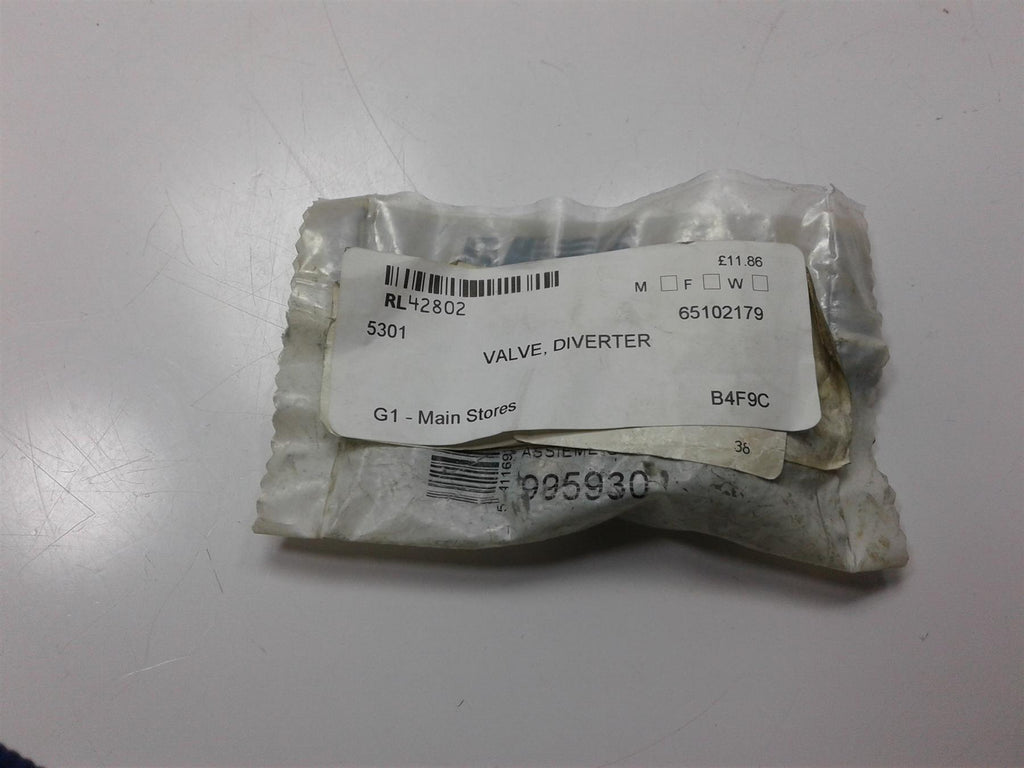 £11.86
M F W
RL42802
65102179
5301
VALVE, DIVERTER
B4F9C
G1 - Main Stores
38
995930